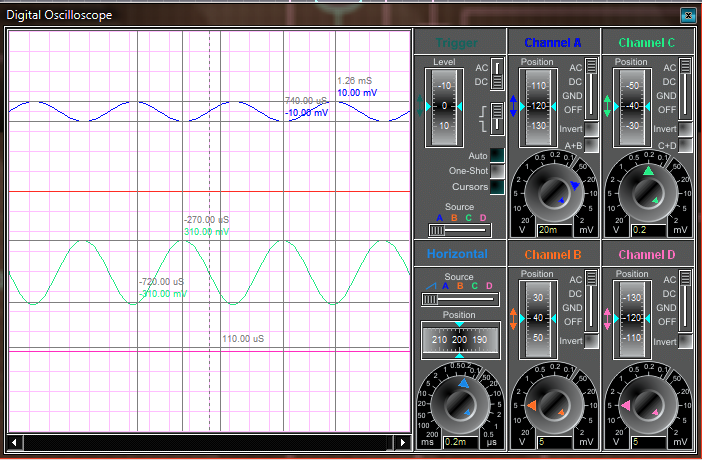 Digital Oscilloscope
1.26 mS
10.00 mV
740.00 uS
-10.00 mV
-270.00 uS
310.00 mV
-720.00 uS
-310.00 mV
110.00 uS
Trigger
Level
-10
0
10
AC
DC
Auto
One-Shot
Cursors
Source
A B C D
Channel A
Position
110
120
130
AC
DC
GND
OFF
Invert
A+B
20 10 5 2 1 0.5 0.2 0.1 50 20 10 5 2
V 20m mV
Channel C
Position
-50
-40
-30
AC
DC
GND
OFF
Invert
C+D
20 10 5 2 1 0.5 0.2 0.1 50 20 10 5 2
V 0.2 mV
Horizontal
Source
A B C D
Position
210 200 190
200 100 50 20 10 5 2 1 0.5
ms 0.2m µs
Channel B
Position
30
40
50
AC
DC
GND
OFF
Invert
20 10 5 2 1 0.5 0.2 0.1 50 20 10 5 2
V 5 mV
Channel D
Position
-130
-120
-110
AC
DC
GND
OFF
Invert
20 10 5 2 1 0.5 0.2 0.1 50 20 10 5 2
V 5 mV